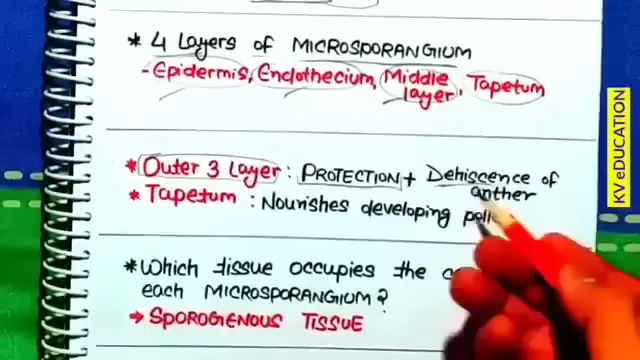 * 4 Layers of MICROSPORANGIUM
- Epidermis, Endothecium, Middle layer, Tapetum
* Outer 3 Layer : PROTECTION + Dehiscence of anther
* Tapetum : Nourishes developing
* Which tissue occupies the
each MICROSPORANGIUM ?
→ SPOROGENOUS TISSUE
KV eDUCATION